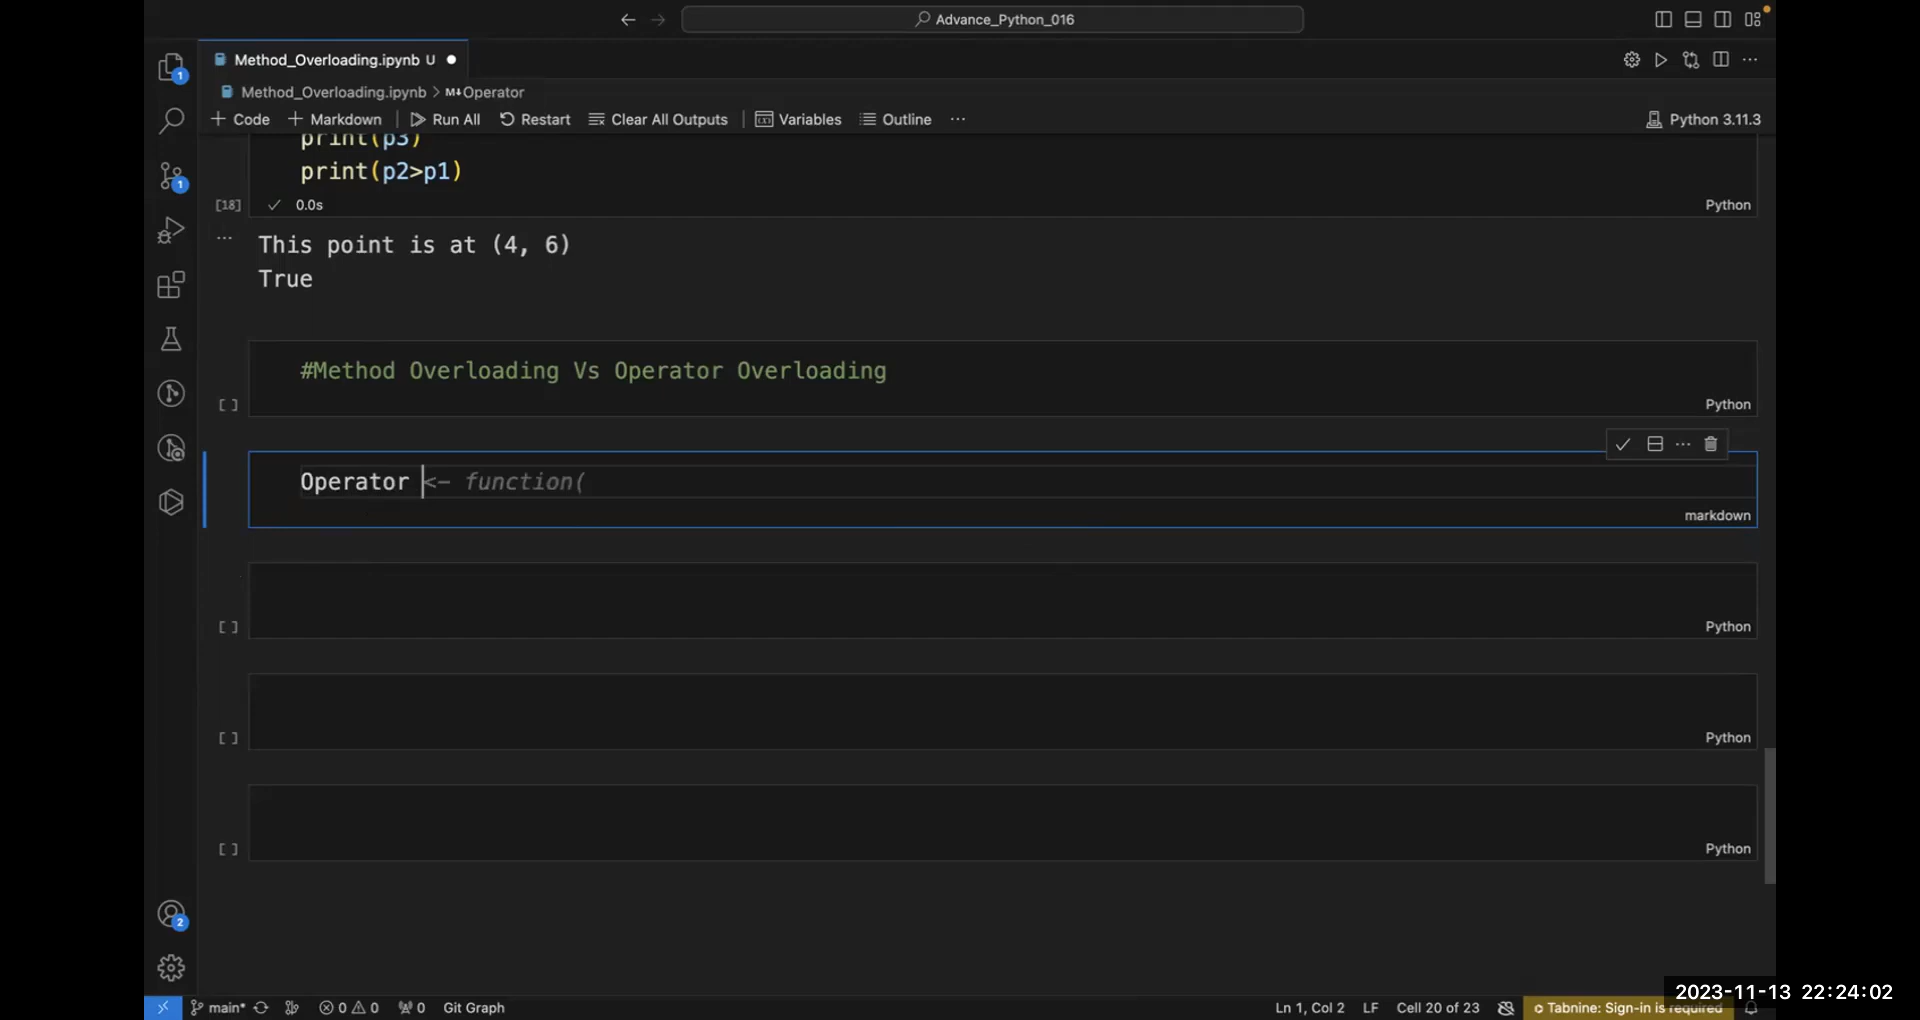 Advance_Python_016
Method_Overloading.ipynb U
Method_Overloading.ipynb > M↓Operator
+ Code + Markdown | Run All Restart Clear All Outputs | Variables Outline ...
Python 3.11.3
print(p3)
print(p2>p1)
[18] ✓ 0.0s Python
... This point is at (4, 6)
True
#Method Overloading Vs Operator Overloading
[ ] Python
Operator <- function(
markdown
[ ] Python
[ ] Python
[ ] Python
1
1
2
main* 0 0 0 Git Graph
Ln 1, Col 2 LF Cell 20 of 23 Tabnine: Sign-in is required
2023-11-13 22:24:02